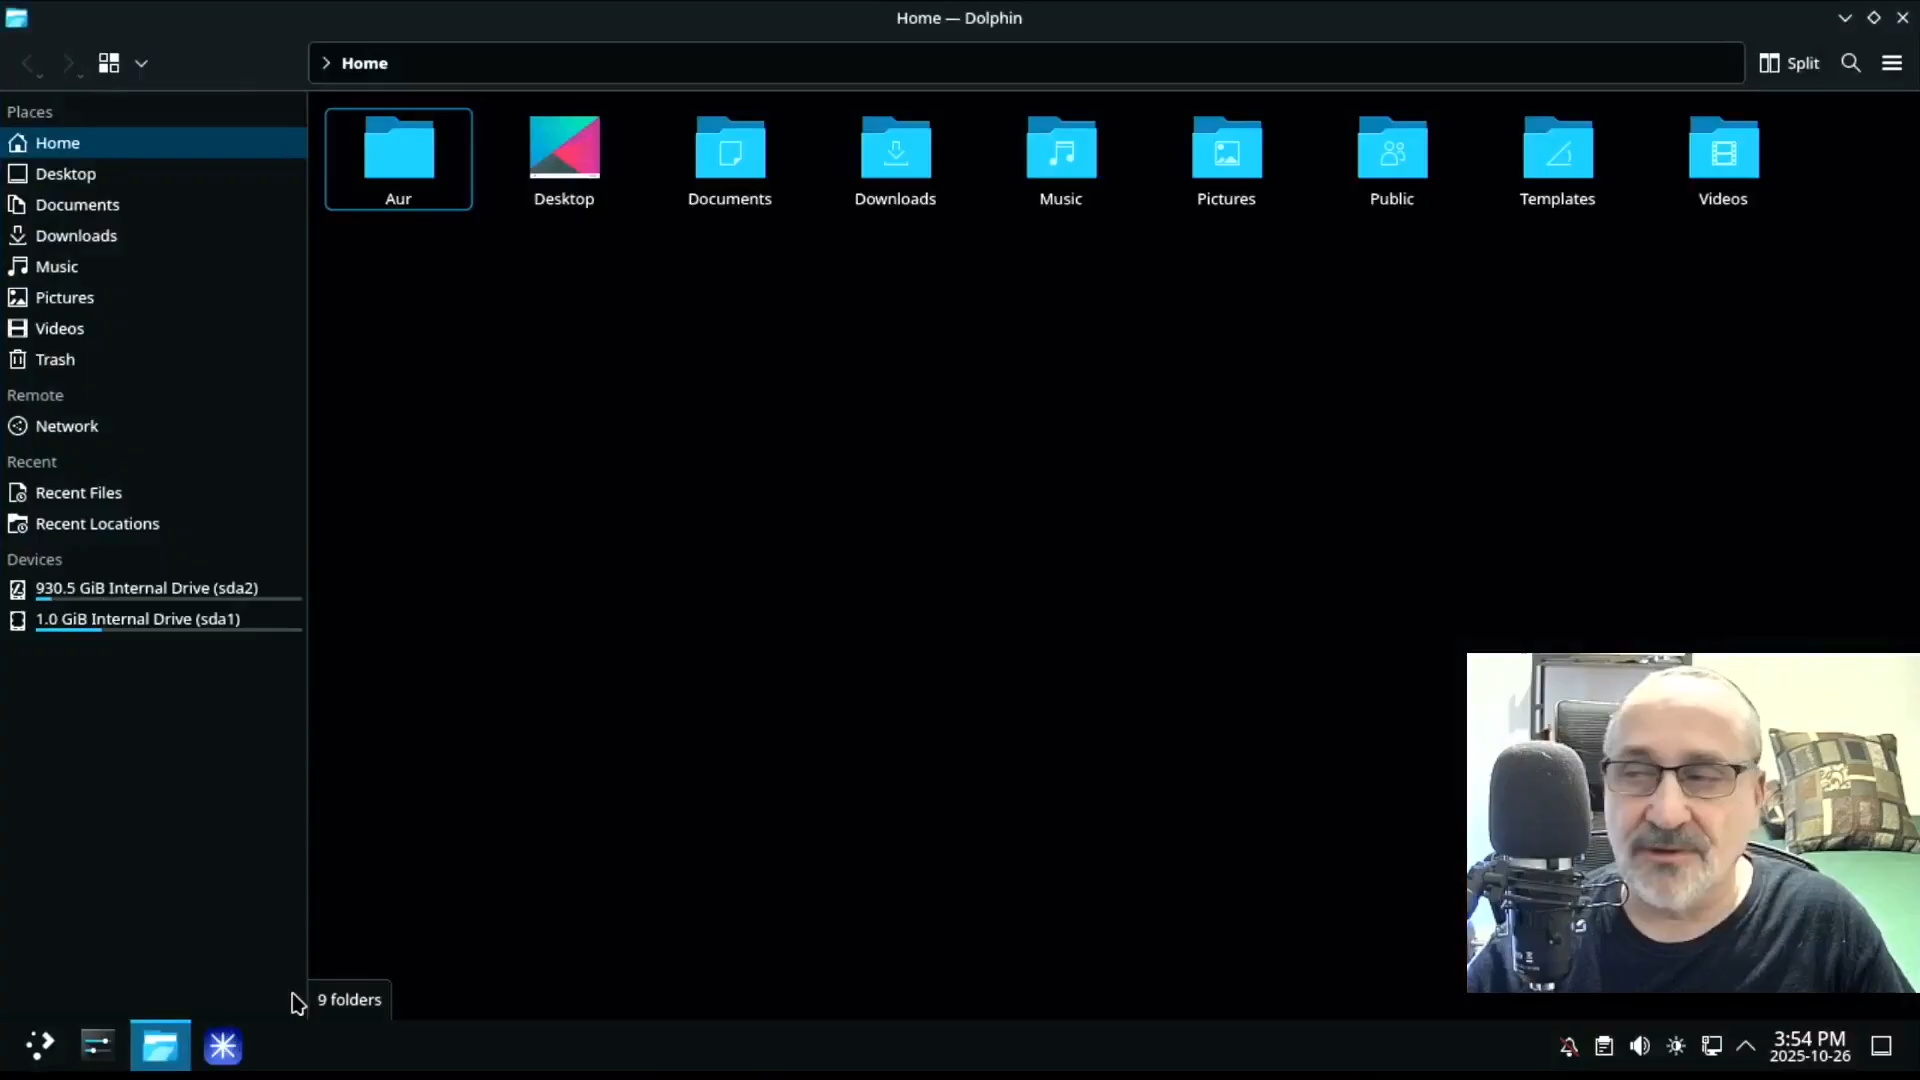 Home — Dolphin
Home
Split
Places
Home
Desktop
Documents
Downloads
Music
Pictures
Videos
Trash
Remote
Network
Recent
Recent Files
Recent Locations
Devices
930.5 GiB Internal Drive (sda2)
1.0 GiB Internal Drive (sda1)
Aur
Desktop
Documents
Downloads
Music
Pictures
Public
Templates
Videos
9 folders
3:54 PM
2025-10-26